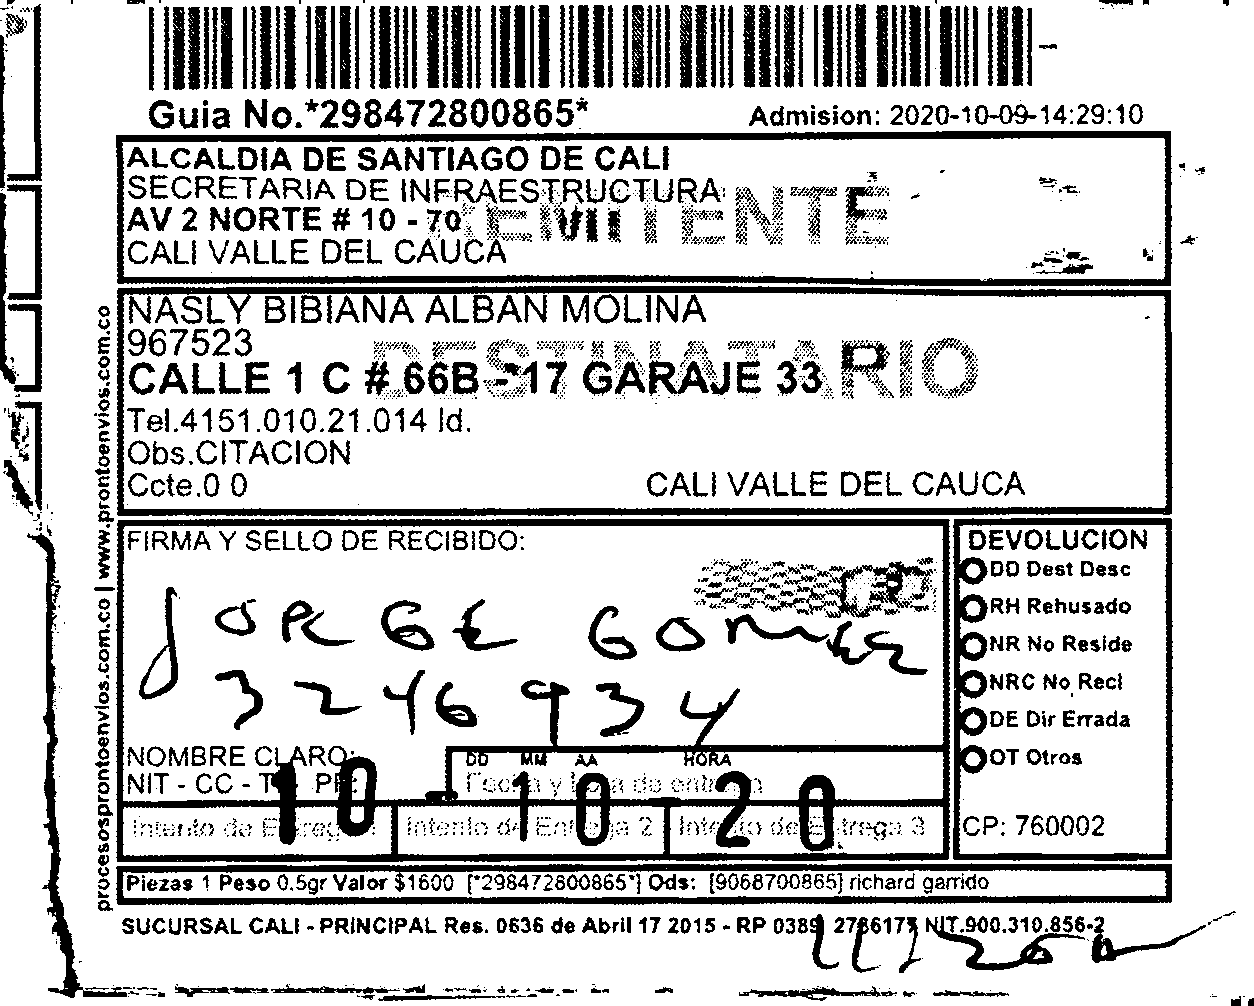 Guia No.*298472800865*
Admision: 2020-10-09-14:29:10
ALCALDIA DE SANTIAGO DE CALI
SECRETARIA DE INFRAESTRUCTURA
AV 2 NORTE # 10 - 70
CALI VALLE DEL CAUCA
REMITENTE
NASLY BIBIANA ALBAN MOLINA
967523
DESTINATARIO
CALLE 1 C # 66B - 17 GARAJE 33
Tel.4151.010.21.014 Id.
Obs.CITACION
Ccte.0 0
CALI VALLE DEL CAUCA
procesosprontoenvios.com.co | www.prontoenvios.com.co
FIRMA Y SELLO DE RECIBIDO:
JORGE GOMEZ
3246934
NOMBRE CLARO:
NIT - CC -
DD MM AA HORA
Fecha y hora de entrega
10 - 10 - 20
Intento de Entrega
Intento de Entrega 2
Intento de Entrega 3
DEVOLUCION
DD Dest Desc
RH Rehusado
NR No Reside
NRC No Recl
DE Dir Errada
OT Otros
CP: 760002
Piezas 1 Peso 0.5gr Valor $1600 [*298472800865*] Ods: [9068700865] richard garrido
SUCURSAL CALI - PRINCIPAL Res. 0636 de Abril 17 2015 - RP 0389 NIT.900.310.856-2